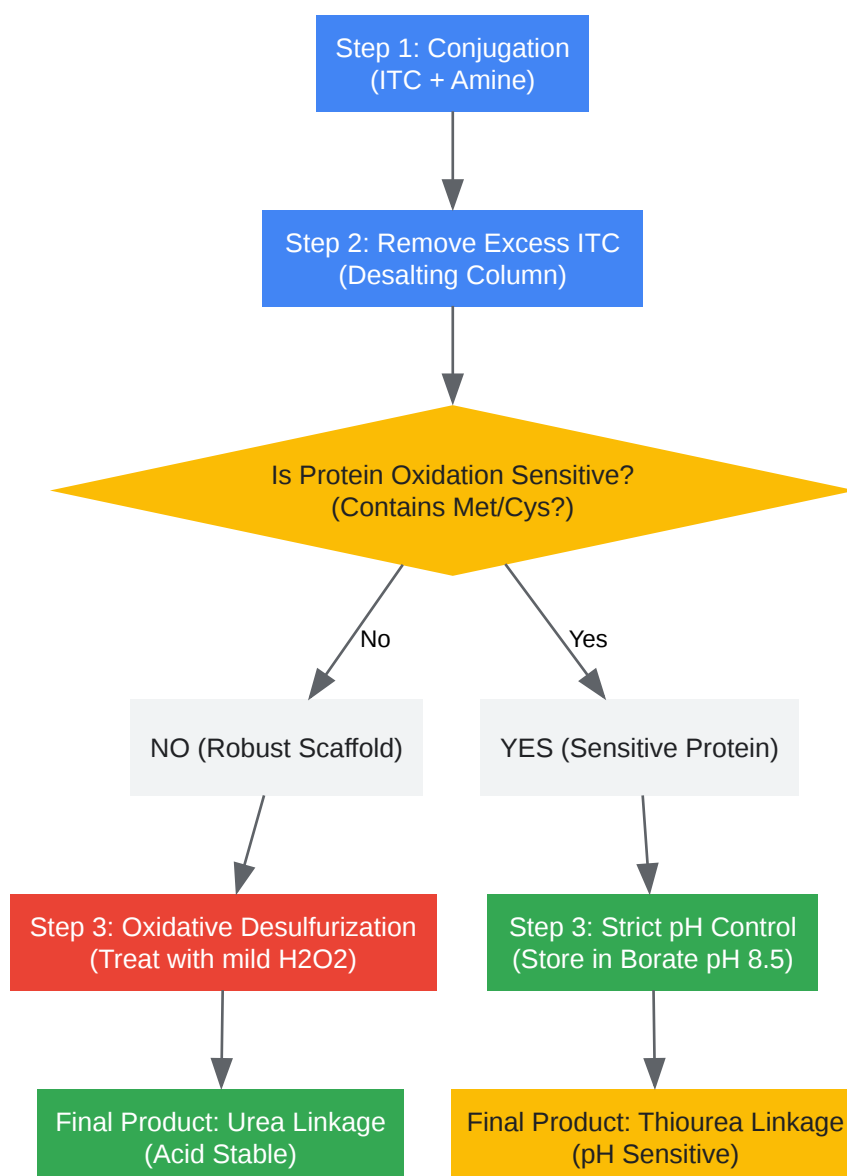 Step 1: Conjugation
(ITC + Amine)
Step 2: Remove Excess ITC
(Desalting Column)
Is Protein Oxidation Sensitive?
(Contains Met/Cys?)
No
Yes
NO (Robust Scaffold)
YES (Sensitive Protein)
Step 3: Oxidative Desulfurization
(Treat with mild H2O2)
Step 3: Strict pH Control
(Store in Borate pH 8.5)
Final Product: Urea Linkage
(Acid Stable)
Final Product: Thiourea Linkage
(pH Sensitive)